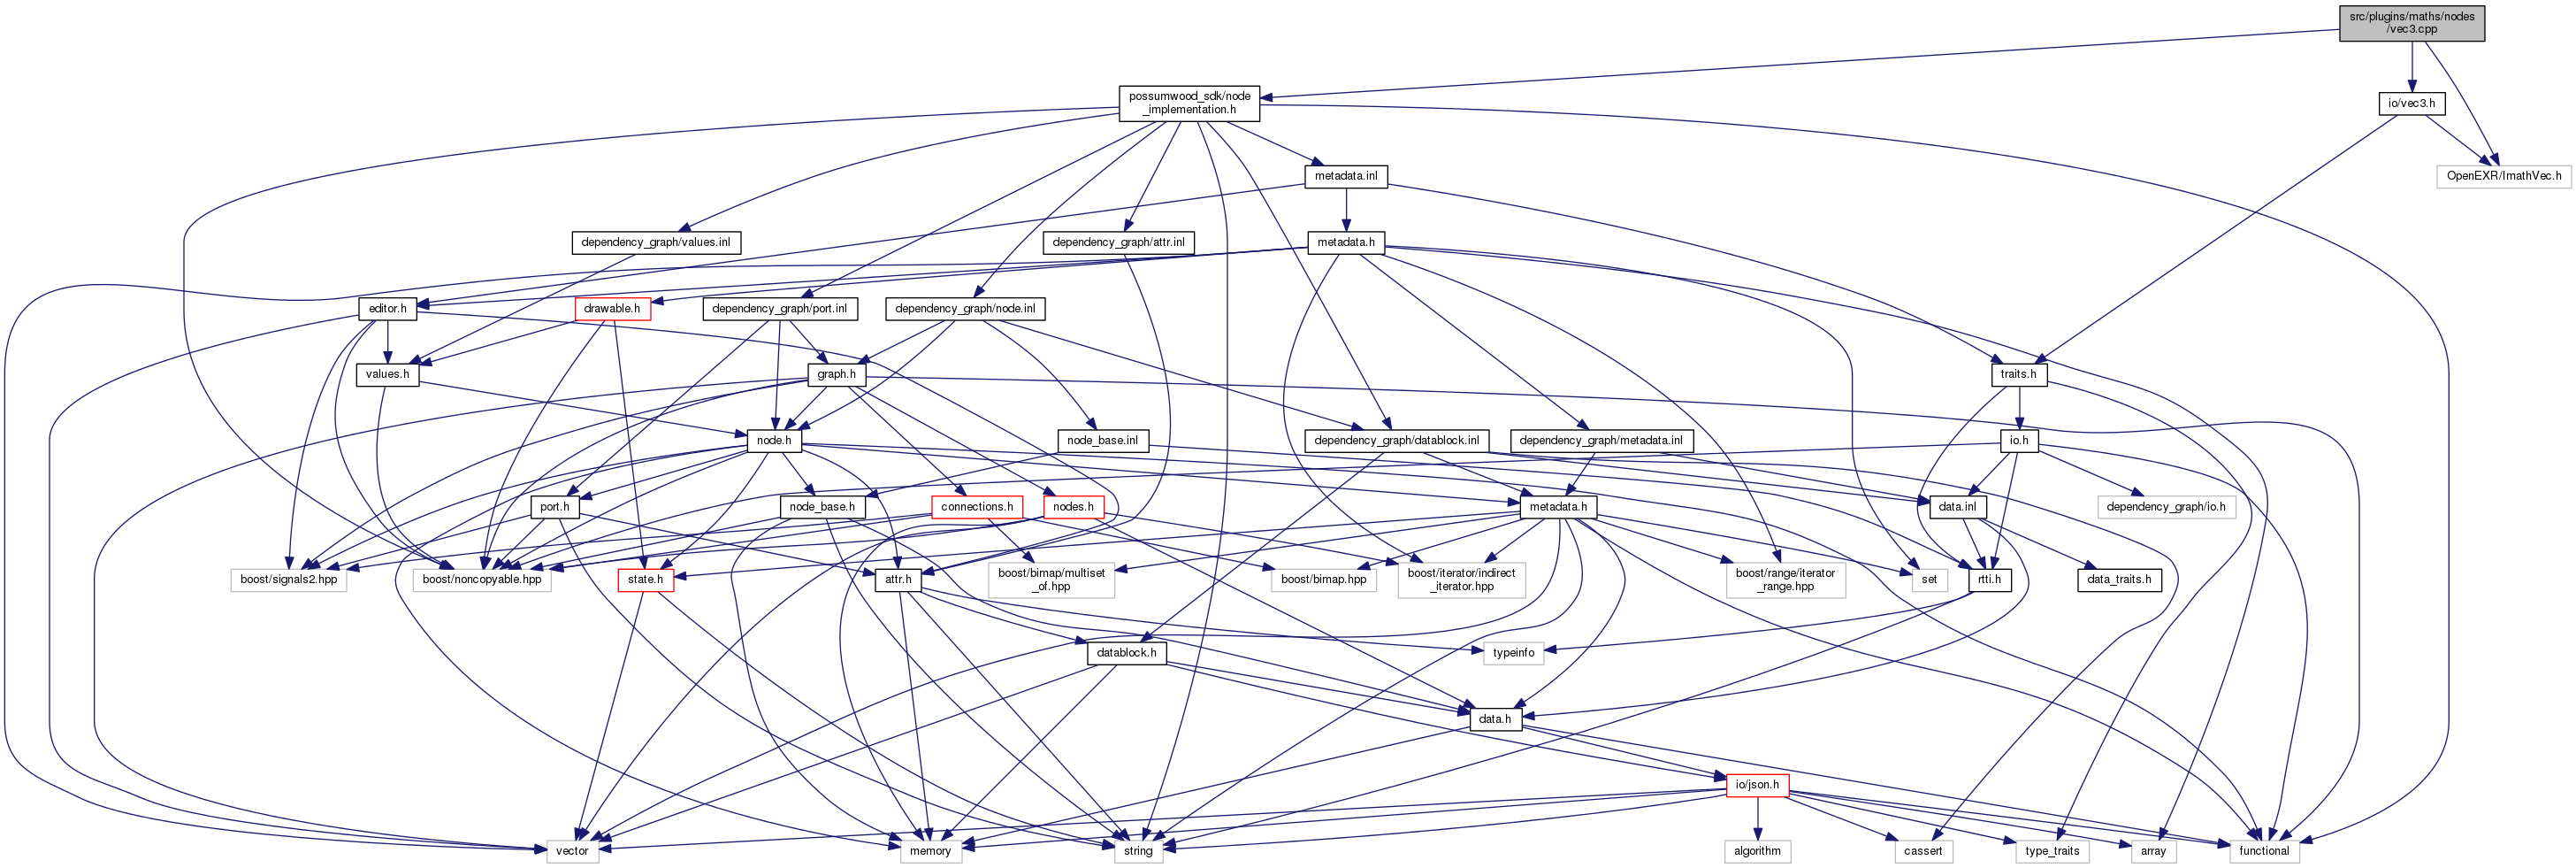 src/plugins/maths/nodes
/vec3.cpp
possumwood_sdk/node
_implementation.h
io/vec3.h
metadata.inl
OpenEXR/ImathVec.h
dependency_graph/values.inl
dependency_graph/attr.inl
metadata.h
editor.h
drawable.h
dependency_graph/port.inl
dependency_graph/node.inl
values.h
graph.h
traits.h
node.h
node_base.inl
dependency_graph/datablock.inl
dependency_graph/metadata.inl
io.h
port.h
node_base.h
connections.h
nodes.h
metadata.h
data.inl
dependency_graph/io.h
boost/signals2.hpp
boost/noncopyable.hpp
state.h
attr.h
boost/bimap/multiset
_of.hpp
boost/bimap.hpp
boost/iterator/indirect
_iterator.hpp
boost/range/iterator
_range.hpp
set
rtti.h
data_traits.h
datablock.h
typeinfo
data.h
io/json.h
vector
memory
string
algorithm
cassert
type_traits
array
functional